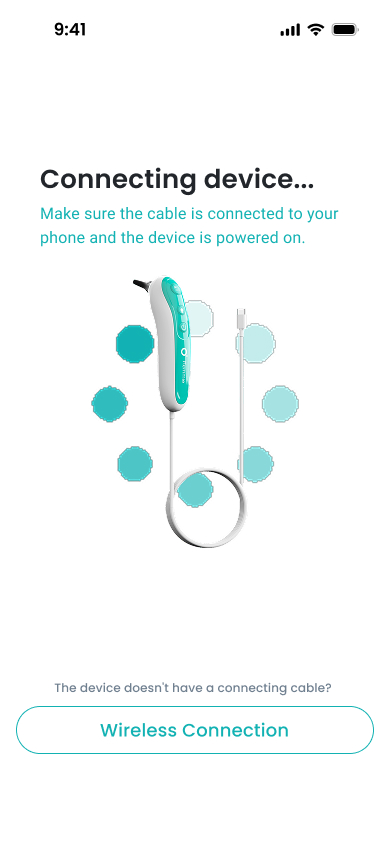 9:41
Connecting device...
Make sure the cable is connected to your
phone and the device is powered on.
The device doesn't have a connecting cable?
Wireless Connection